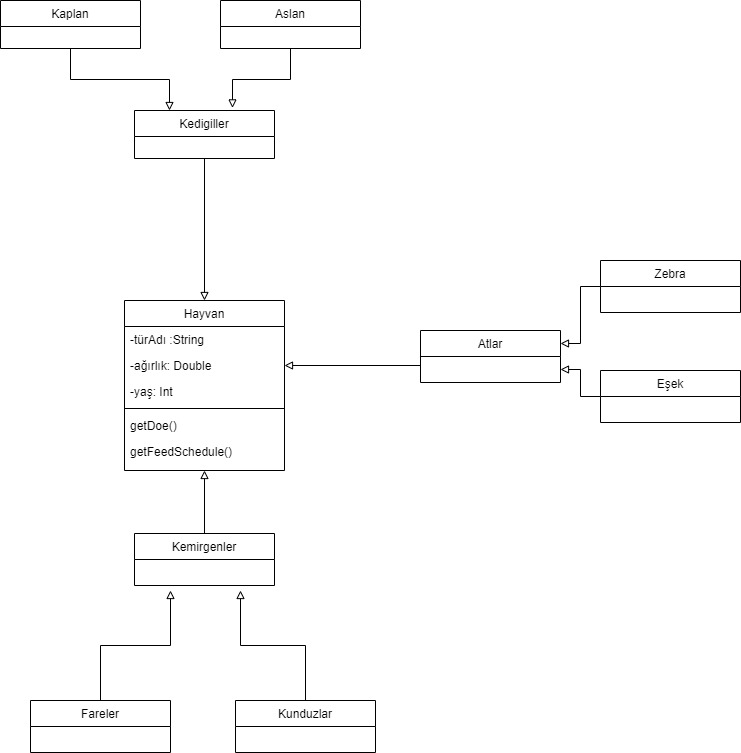 Kaplan
Aslan
Kedigiller
Hayvan
-türAdı :String
-ağırlık: Double
-yaş: Int
getDoe()
getFeedSchedule()
Atlar
Zebra
Eşek
Kemirgenler
Fareler
Kunduzlar